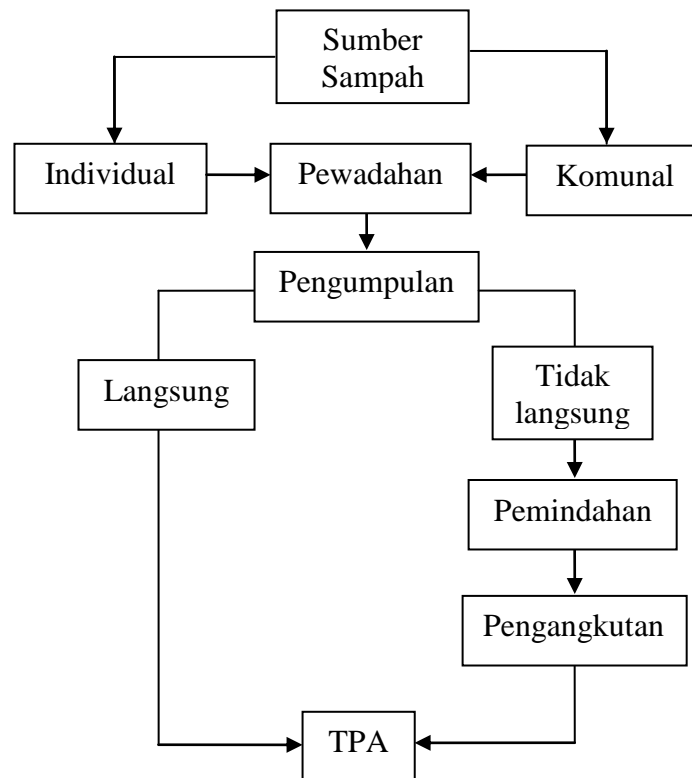 Sumber
Sampah
Individual
Pewadahan
Komunal
Pengumpulan
Langsung
Tidak
langsung
Pemindahan
Pengangkutan
TPA